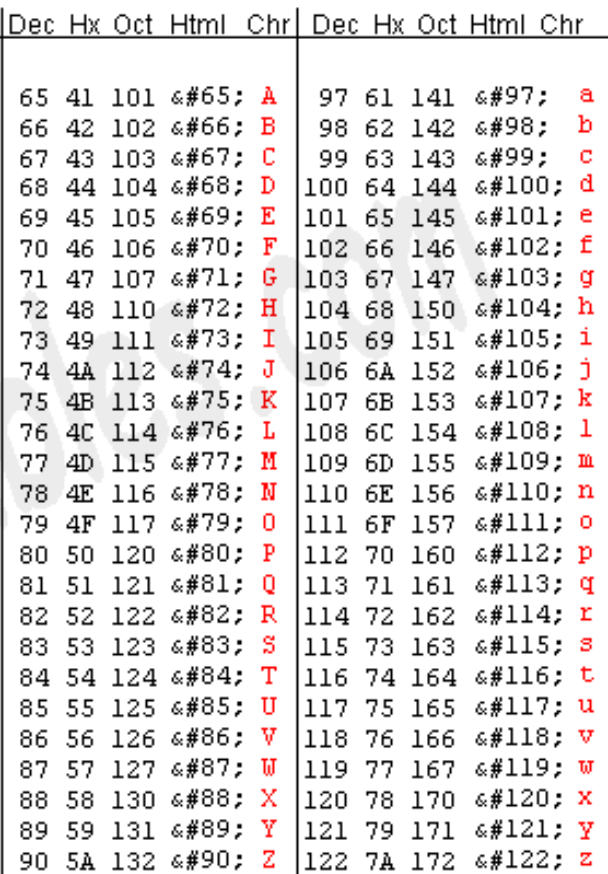 Dec Hx Oct Html Chr Dec Hx Oct Html Chr
65 41 101 &#65; A 97 61 141 &#97; a
66 42 102 &#66; B 98 62 142 &#98; b
67 43 103 &#67; C 99 63 143 &#99; c
68 44 104 &#68; D 100 64 144 &#100; d
69 45 105 &#69; E 101 65 145 &#101; e
70 46 106 &#70; F 102 66 146 &#102; f
71 47 107 &#71; G 103 67 147 &#103; g
72 48 110 &#72; H 104 68 150 &#104; h
73 49 111 &#73; I 105 69 151 &#105; i
74 4A 112 &#74; J 106 6A 152 &#106; j
75 4B 113 &#75; K 107 6B 153 &#107; k
76 4C 114 &#76; L 108 6C 154 &#108; l
77 4D 115 &#77; M 109 6D 155 &#109; m
78 4E 116 &#78; N 110 6E 156 &#110; n
79 4F 117 &#79; O 111 6F 157 &#111; o
80 50 120 &#80; P 112 70 160 &#112; p
81 51 121 &#81; Q 113 71 161 &#113; q
82 52 122 &#82; R 114 72 162 &#114; r
83 53 123 &#83; S 115 73 163 &#115; s
84 54 124 &#84; T 116 74 164 &#116; t
85 55 125 &#85; U 117 75 165 &#117; u
86 56 126 &#86; V 118 76 166 &#118; v
87 57 127 &#87; W 119 77 167 &#119; w
88 58 130 &#88; X 120 78 170 &#120; x
89 59 131 &#89; Y 121 79 171 &#121; y
90 5A 132 &#90; Z 122 7A 172 &#122; z